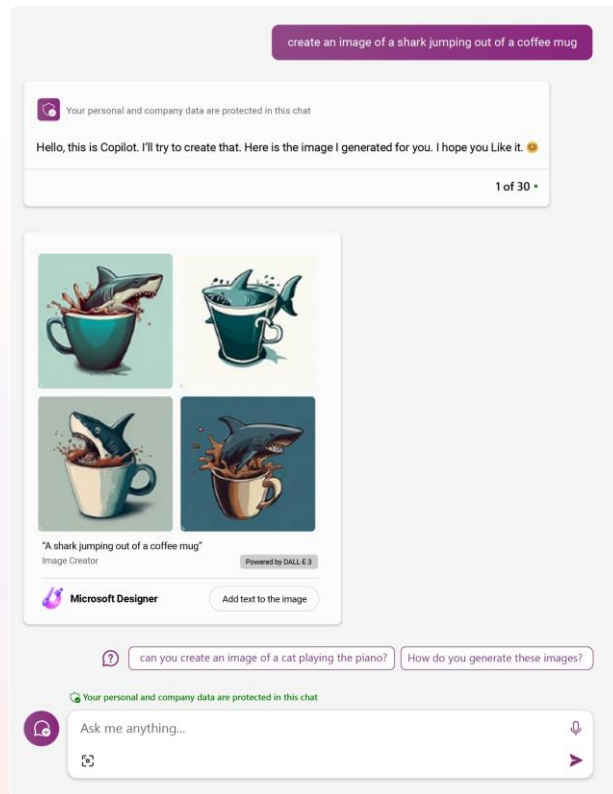 create an image of a shark jumping out of a coffee mug
Your personal and company data are protected in this chat
Hello, this is Copilot. I'll try to create that. Here is the image I generated for you. I hope you Like it. 😊
1 of 30
"A shark jumping out of a coffee mug"
Image Creator
Powered by DALL·E 3
Microsoft Designer
Add text to the image
can you create an image of a cat playing the piano?
How do you generate these images?
Your personal and company data are protected in this chat
Ask me anything...